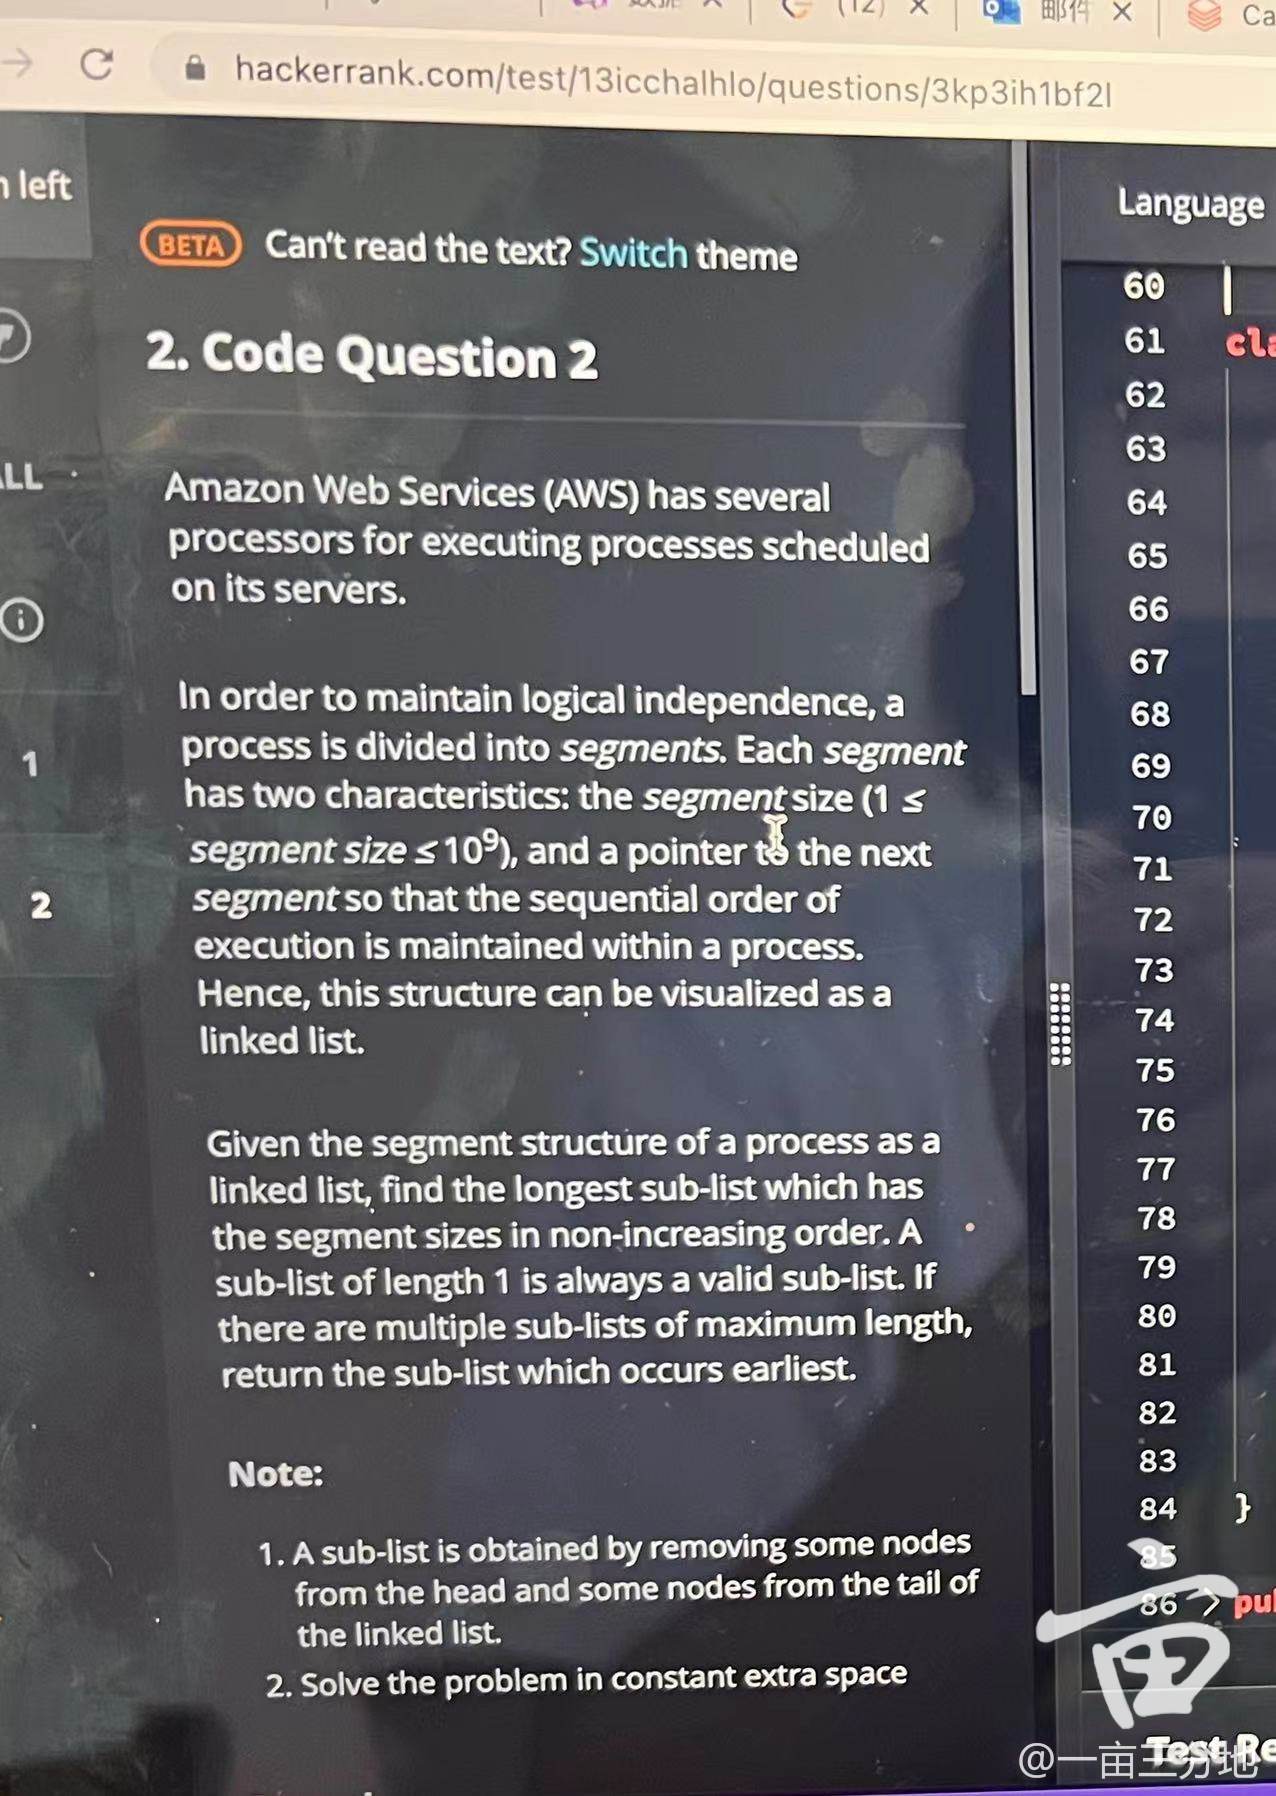 (12) ×
邮件 ×
Ca
hackerrank.com/test/13icchalhlo/questions/3kp3ih1bf2l
left
Language
BETA Can't read the text? Switch theme
2. Code Question 2
ALL
Amazon Web Services (AWS) has several
processors for executing processes scheduled
on its servers.
In order to maintain logical independence, a
process is divided into segments. Each segment
has two characteristics: the segment size (1 ≤
segment size ≤ 10⁹), and a pointer to the next
segment so that the sequential order of
execution is maintained within a process.
Hence, this structure can be visualized as a
linked list.
1
2
Given the segment structure of a process as a
linked list, find the longest sub-list which has
the segment sizes in non-increasing order. A
sub-list of length 1 is always a valid sub-list. If
there are multiple sub-lists of maximum length,
return the sub-list which occurs earliest.
Note:
1. A sub-list is obtained by removing some nodes
from the head and some nodes from the tail of
the linked list.
2. Solve the problem in constant extra space
60
61 cla
62
63
64
65
66
67
68
69
70
71
72
73
74
75
76
77
78
79
80
81
82
83
84 }
85
86 > pu
Test Re
@一亩三分地